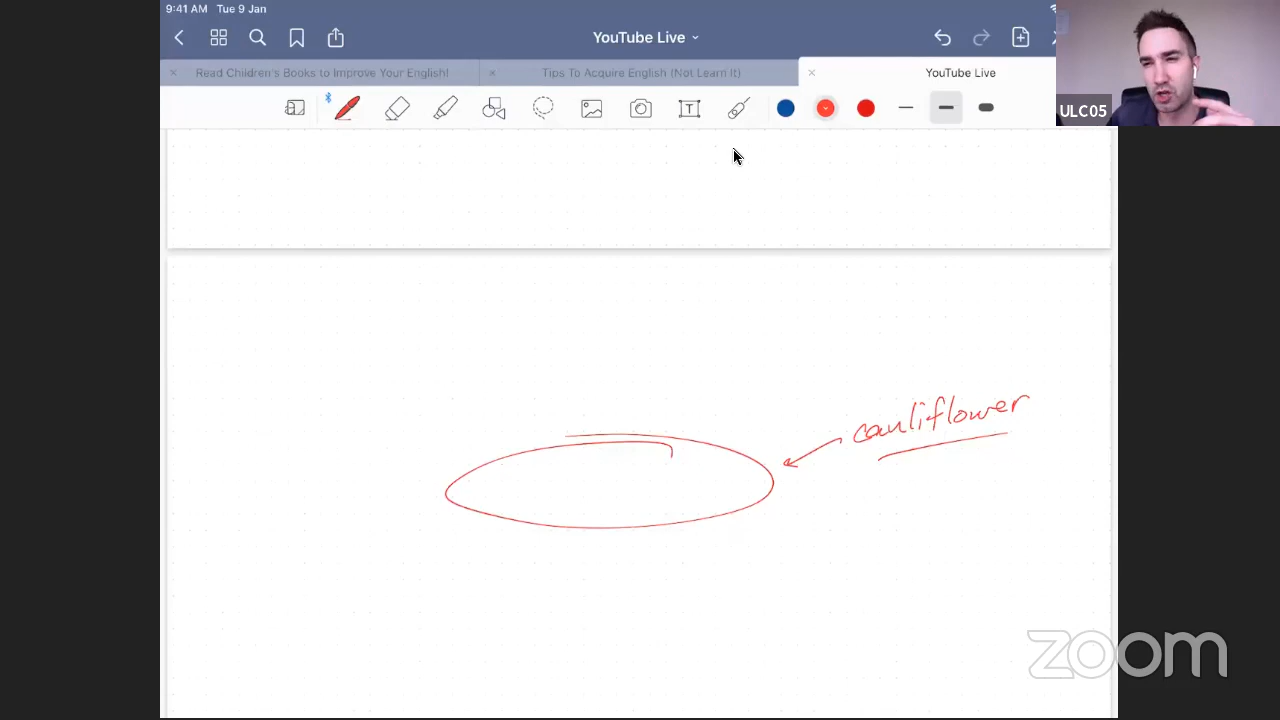 9:41 AM Tue 9 Jan
YouTube Live
Read Children's Books to Improve Your English!
Tips To Acquire English (Not Learn It)
YouTube Live
T
ULC05
cauliflower
zoom